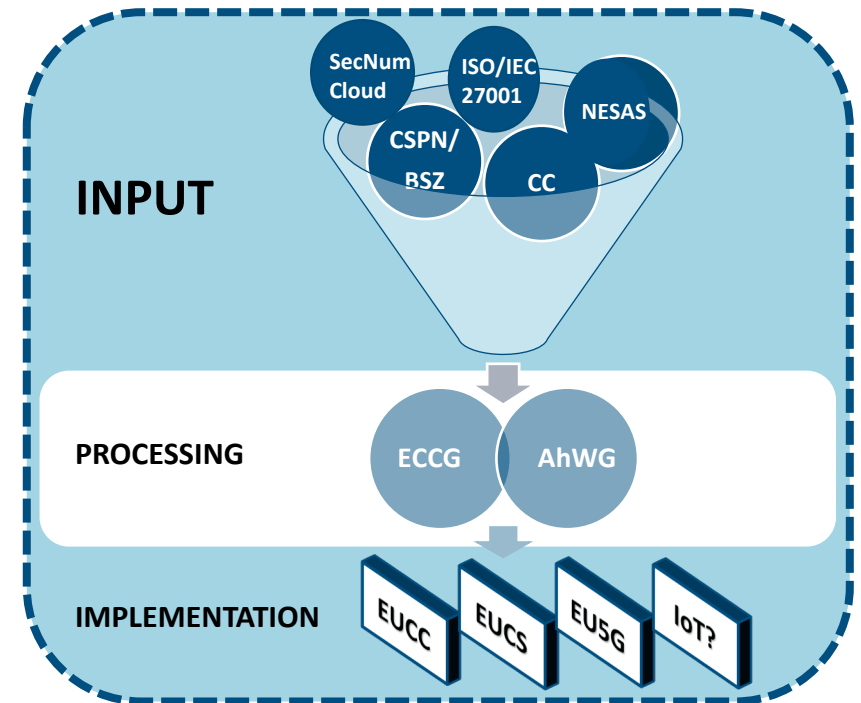 SecNum
Cloud
ISO/IEC
27001
NESAS
CSPN/
BSZ
CC
INPUT
PROCESSING
ECCG
AhWG
IMPLEMENTATION
EUCC
EUCS
EU5G
IoT?